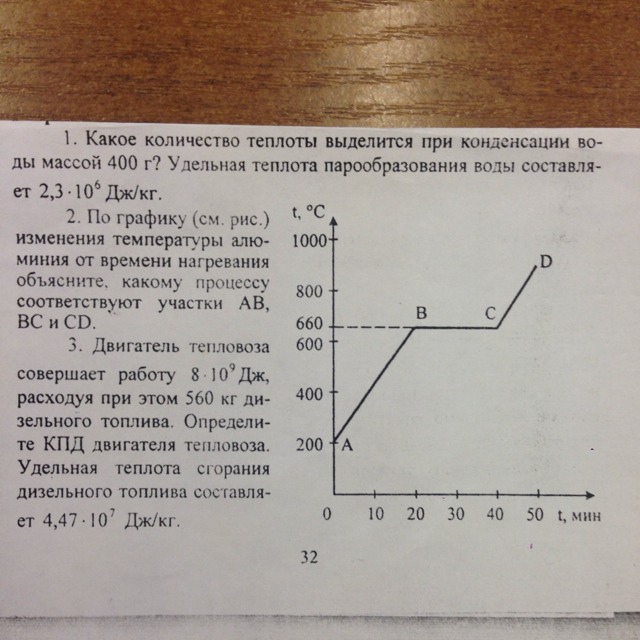 1. Какое количество теплоты выделится при конденсации во-
ды массой 400 г? Удельная теплота парообразования воды составля-
ет 2,3·10⁶ Дж/кг.
2. По графику (см. рис.)
изменения температуры алю-
миния от времени нагревания
объясните, какому процессу
соответствуют участки АВ,
ВС и CD.
3. Двигатель тепловоза
совершает работу 8·10⁹ Дж,
расходуя при этом 560 кг ди-
зельного топлива. Определи-
те КПД двигателя тепловоза.
Удельная теплота сгорания
дизельного топлива составля-
ет 4,47·10⁷ Дж/кг.
t, °C
1000
800
660
600
400
200
A
B
C
D
0 10 20 30 40 50 t, мин
32